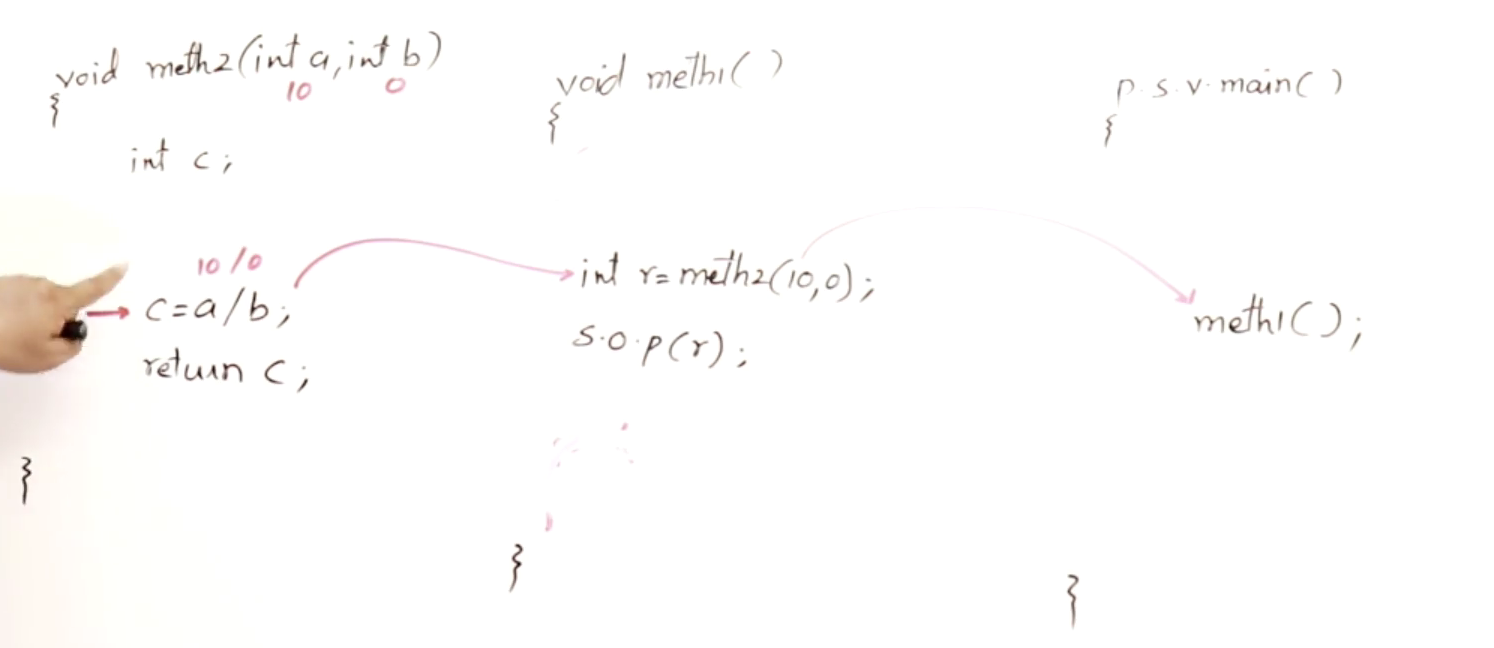 void meth2(int a,int b)
10 0
{
int c;
10/0
c=a/b;
return c;
}
void meth1()
{
int r=meth2(10,0);
S.O.P(r);
}
P.S.V.main()
{
meth1();
}